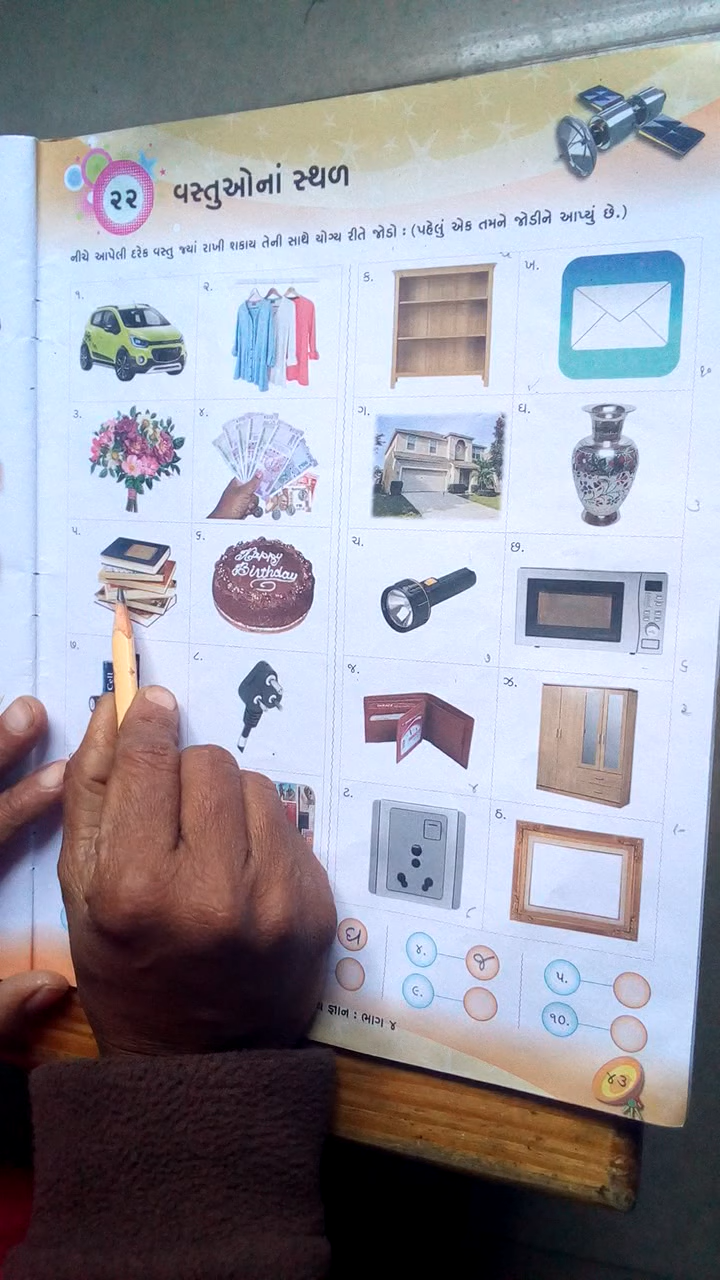 ૨૨ વસ્તુઓનાં સ્થળ
નીચે આપેલી દરેક વસ્તુ જ્યાં રાખી શકાય તેની સાથે યોગ્ય રીતે જોડો : (પહેલું એક તમને જોડીને આપ્યું છે.)
૧. ૨. ક. ખ.
૩. ૪. ગ. ઘ.
૫. ૬. ચ. છ.
Happy
Birthday
૭. ૮. જ. ઝ.
Cell
ટ. ઠ.
ઘ ૪. જ ૫.
૯. ૧૦.
જ્ઞાન : ભાગ ૪
૪૩